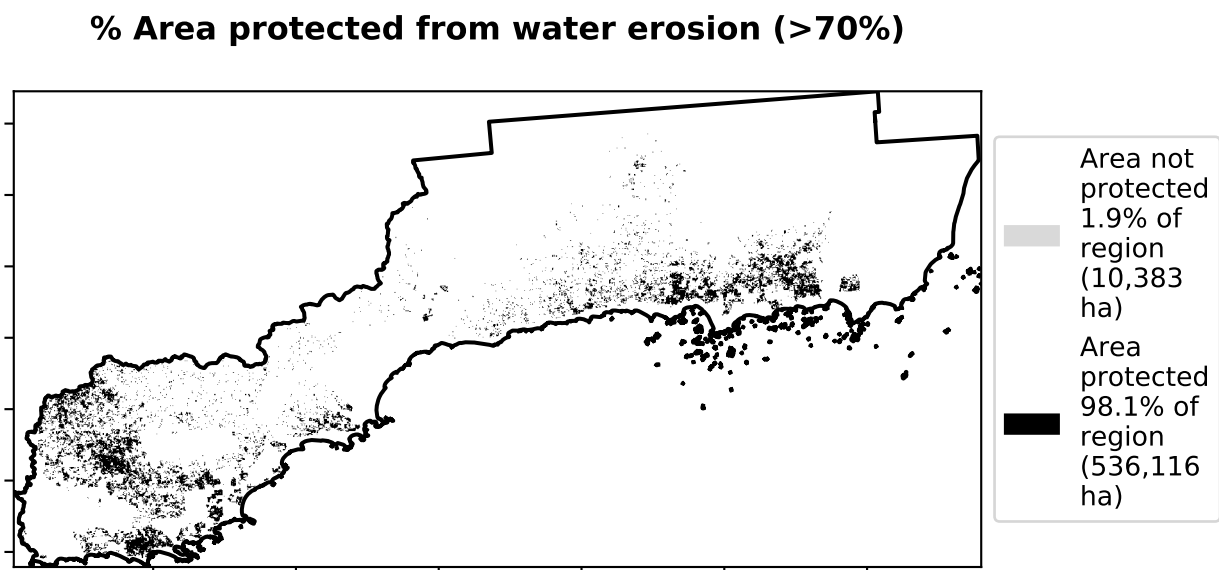 % Area protected from water erosion (>70%)
Area not
protected
1.9% of
region
(10,383
ha)
Area
protected
98.1% of
region
(536,116
ha)